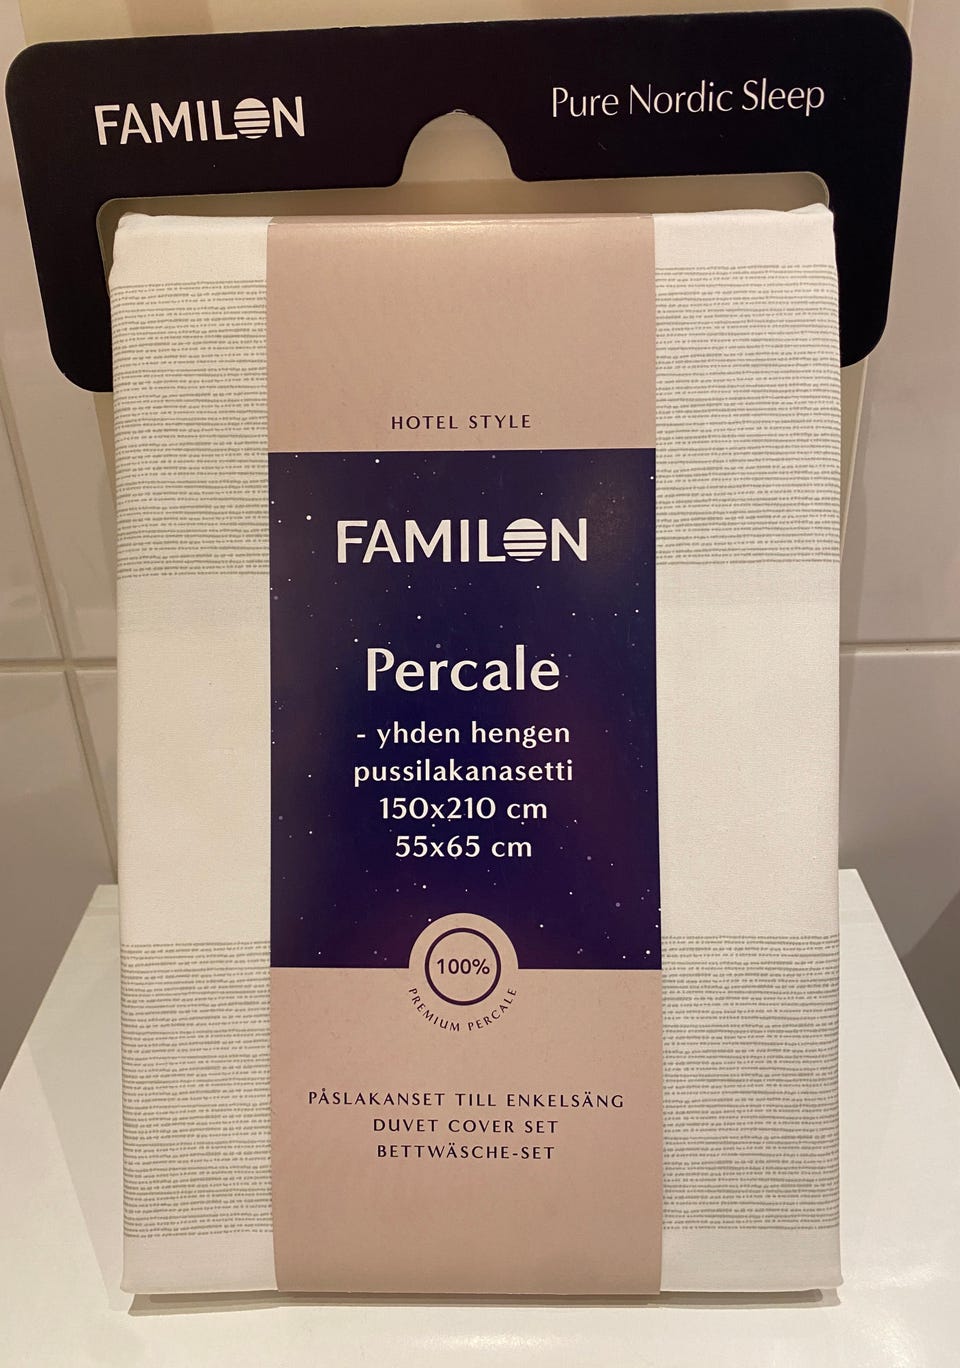 FAMILON
Pure Nordic Sleep
HOTEL STYLE
FAMILON
Percale
- yhden hengen
pussilakanasetti
150x210 cm
55x65 cm
100%
PREMIUM PERCALE
PÅSLAKANSET TILL ENKELSÄNG
DUVET COVER SET
BETTWÄSCHE-SET